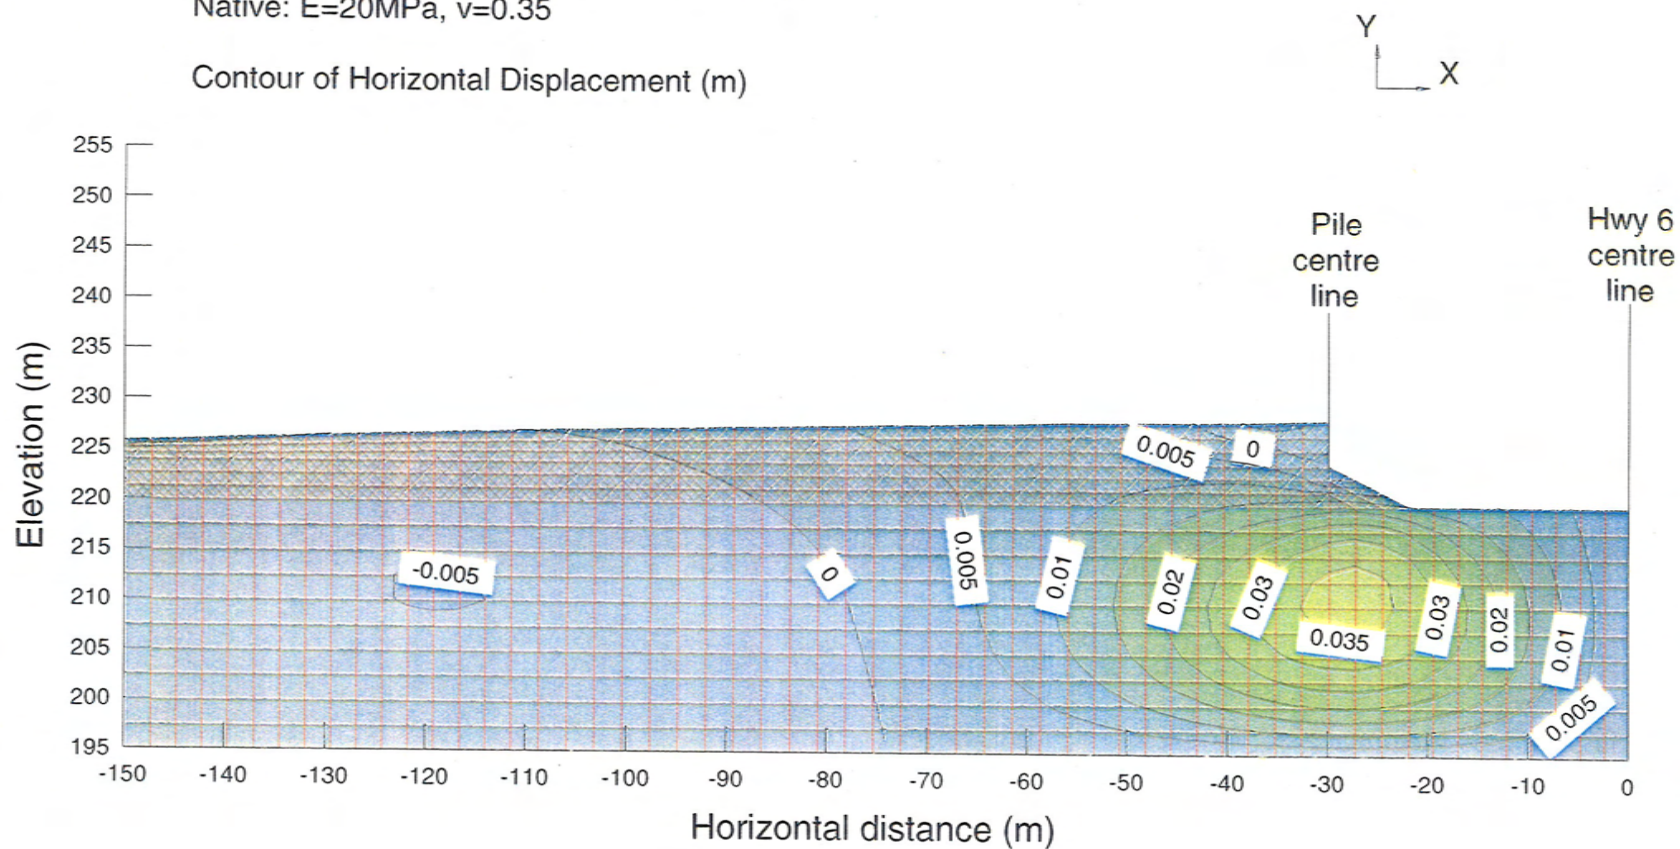 Native: E=20MPa, v=0.35
Contour of Horizontal Displacement (m)
Y
X
255
250
245
240
235
230
225
220
215
210
205
200
195
Elevation (m)
Pile
centre
line
Hwy 6
centre
line
0.005
0
-0.005
0
0.005
0.01
0.02
0.03
0.035
0.03
0.02
0.01
0.005
-150 -140 -130 -120 -110 -100 -90 -80 -70 -60 -50 -40 -30 -20 -10 0
Horizontal distance (m)